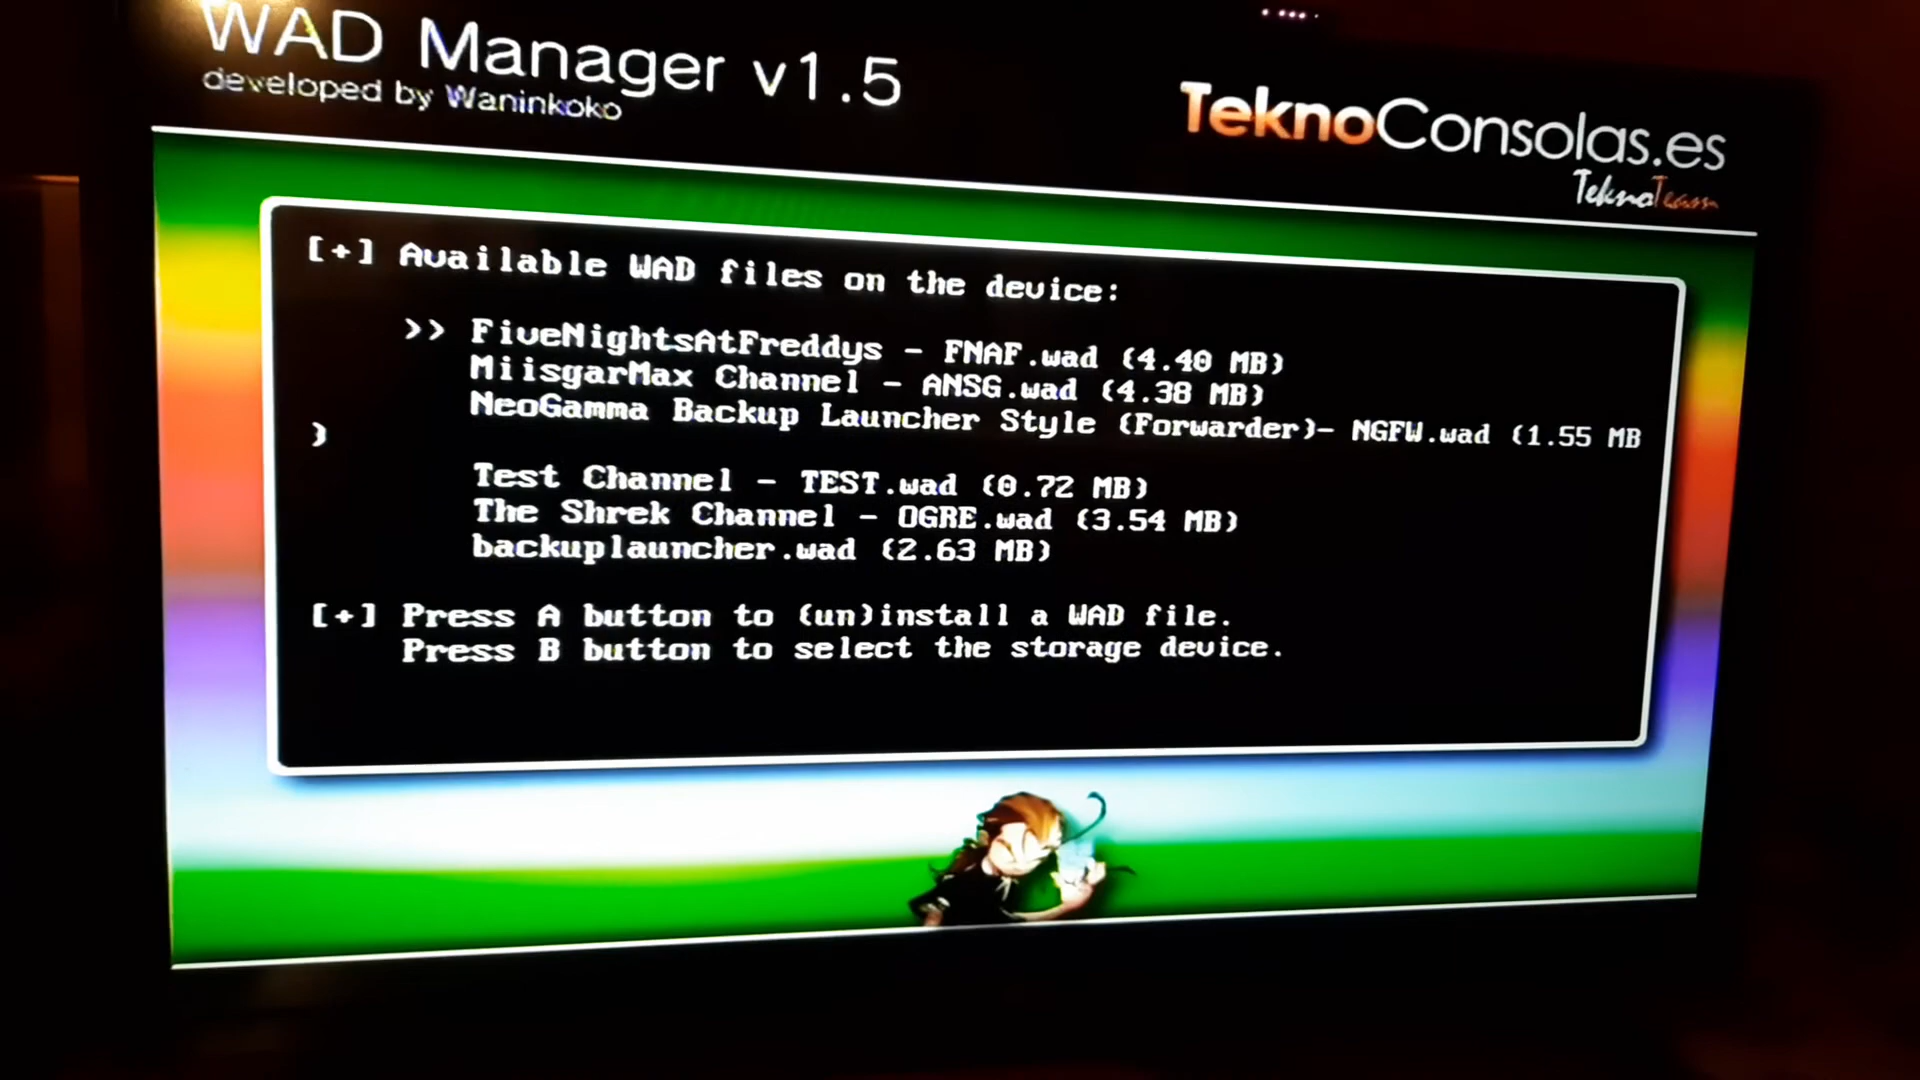 WAD Manager v1.5
developed by Waninkoko
TeknoConsolas.es
TeknoTeam
[+] Available WAD files on the device:
>> FiveNightsAtFreddys - FNAF.wad (4.40 MB)
MiisgarMax Channel - ANSG.wad (4.38 MB)
NeoGamma Backup Launcher Style (Forwarder)- NGFW.wad (1.55 MB
)
Test Channel - TEST.wad (0.72 MB)
The Shrek Channel - OGRE.wad (3.54 MB)
backuplauncher.wad (2.63 MB)
[+] Press A button to (un)install a WAD file.
Press B button to select the storage device.